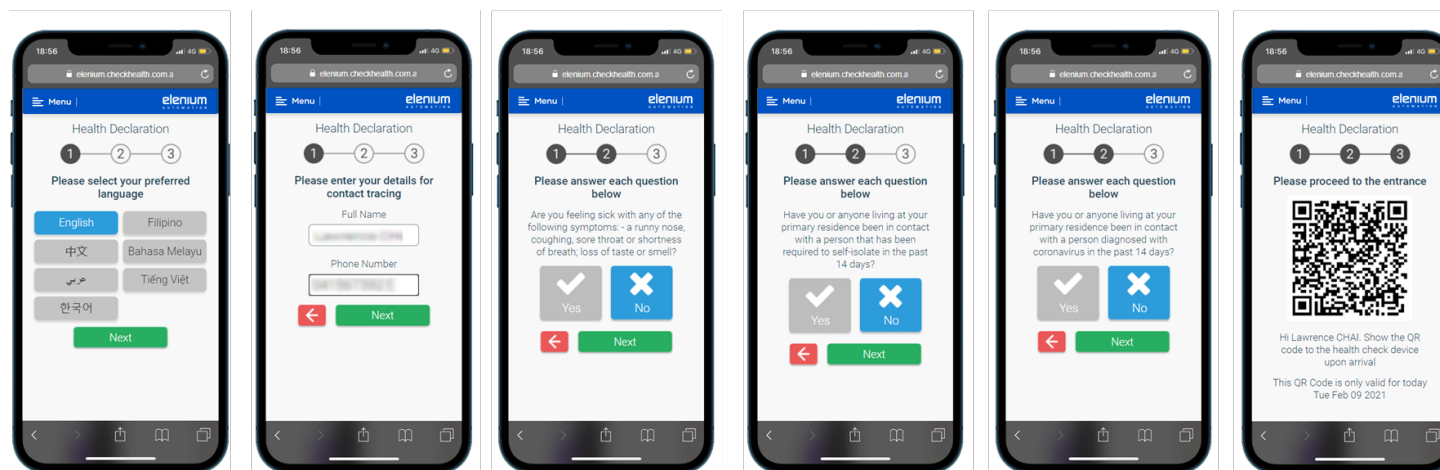 18:56
4G
elenium.checkhealth.com.a
Menu |
elenium
AUTOMATION
Health Declaration
1
2
3
Please select your preferred
language
English
Filipino
中文
Bahasa Melayu
عربي
Tiếng Việt
한국어
Next
18:56
4G
elenium.checkhealth.com.a
Menu |
elenium
AUTOMATION
Health Declaration
1
2
3
Please enter your details for
contact tracing
Full Name
Phone Number
Next
18:56
4G
elenium.checkhealth.com.a
Menu |
elenium
AUTOMATION
Health Declaration
1
2
3
Please answer each question
below
Are you feeling sick with any of the
following symptoms: - a runny nose,
coughing, sore throat or shortness
of breath; loss of taste or smell?
Yes
No
Next
18:56
4G
elenium.checkhealth.com.a
Menu |
elenium
AUTOMATION
Health Declaration
1
2
3
Please answer each question
below
Have you or anyone living at your
primary residence been in contact
with a person that has been
required to self-isolate in the past
14 days?
Yes
No
Next
18:56
4G
elenium.checkhealth.com.a
Menu |
elenium
AUTOMATION
Health Declaration
1
2
3
Please answer each question
below
Have you or anyone living at your
primary residence been in contact
with a person diagnosed with
coronavirus in the past 14 days?
Yes
No
Next
18:56
4G
elenium.checkhealth.com.a
Menu |
elenium
AUTOMATION
Health Declaration
1
2
3
Please proceed to the entrance
Hi Lawrence CHAI. Show the QR
code to the health check device
upon arrival
This QR Code is only valid for today
Tue Feb 09 2021